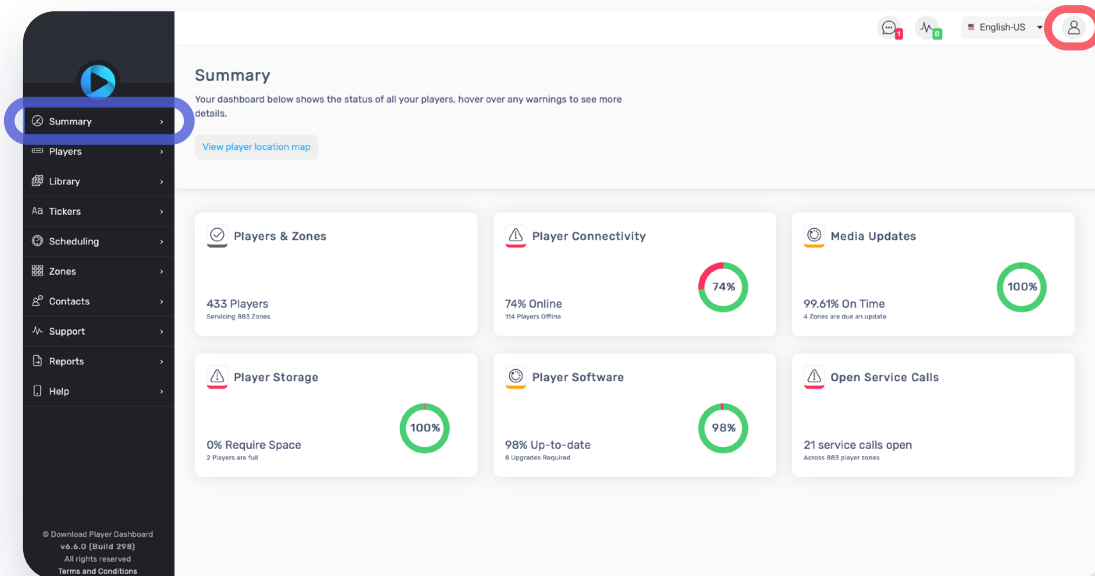 1
0
English-US
Summary
Your dashboard below shows the status of all your players, hover over any warnings to see more
details.
View player location map
Summary
Players
Library
Aa Tickers
Scheduling
Zones
Contacts
Support
Reports
Help
© Download Player Dashboard
v6.6.0 (Build 298)
All rights reserved
Terms and Conditions
Players & Zones
433 Players
Servicing 883 Zones
Player Connectivity
74%
74% Online
114 Players Offline
Media Updates
100%
99.61% On Time
4 Zones are due an update
Player Storage
100%
0% Require Space
2 Players are full
Player Software
98%
98% Up-to-date
8 Upgrades Required
Open Service Calls
21 service calls open
Across 883 player zones